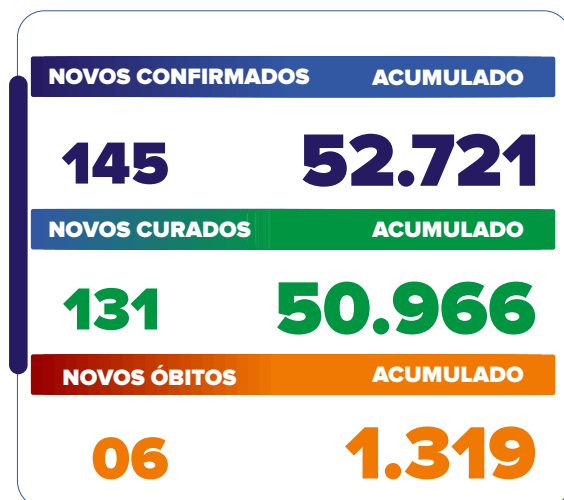 NOVOS CONFIRMADOS ACUMULADO
145 52.721
NOVOS CURADOS ACUMULADO
131 50.966
NOVOS ÓBITOS ACUMULADO
06 1.319